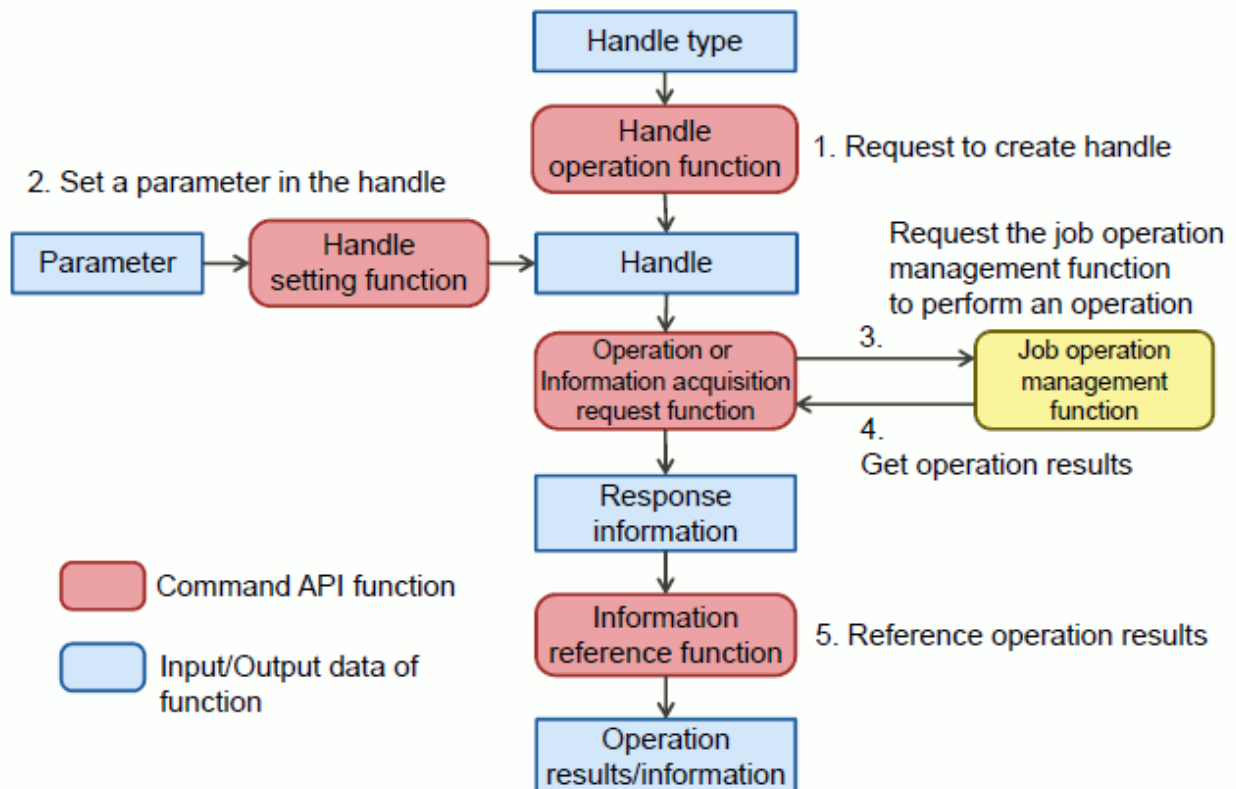 Handle type
Handle
operation function
1. Request to create handle
2. Set a parameter in the handle
Parameter
Handle
setting function
Handle
Request the job operation
management function
to perform an operation
Operation or
Information acquisition
request function
3.
Job operation
management
function
4.
Get operation results
Response
information
Command API function
Information
reference function
5. Reference operation results
Input/Output data of
function
Operation
results/information